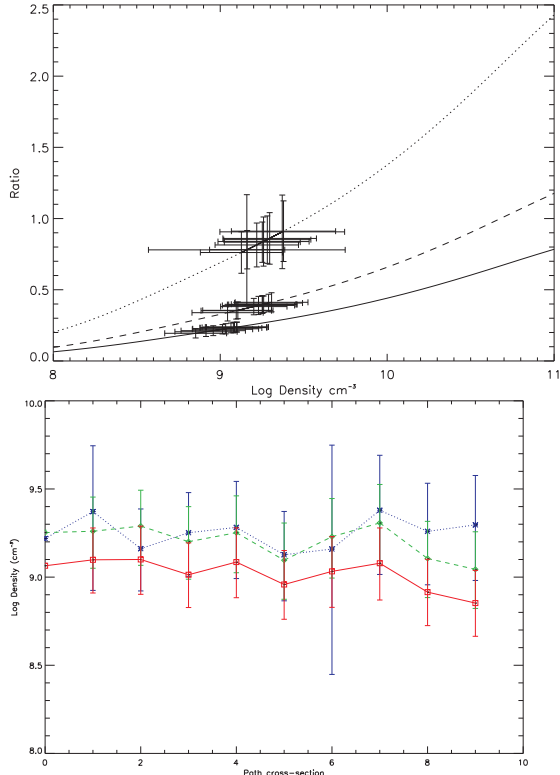 2.5
2.0
1.5
1.0
0.5
0.0
Ratio
8 9 10 11
Log Density cm⁻³
10.0
9.5
9.0
8.5
8.0
Log Density (cm⁻³)
0 2 4 6 8 10
Path cross-section